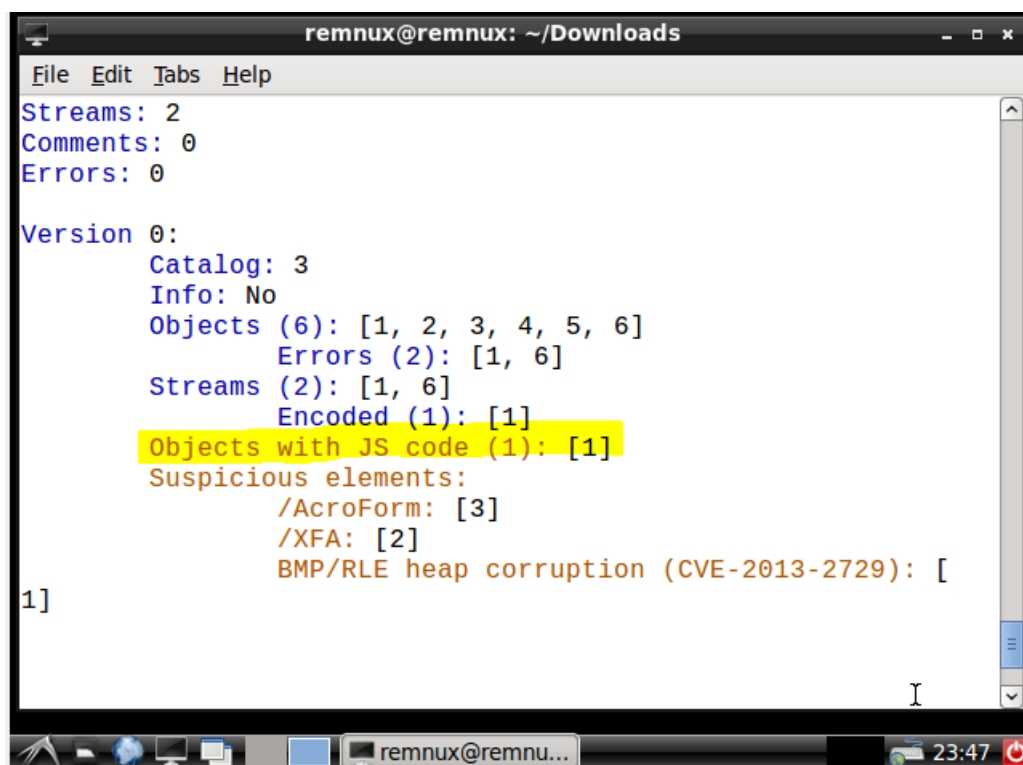 remnux@remnux: ~/Downloads
File Edit Tabs Help
Streams: 2
Comments: 0
Errors: 0
Version 0:
Catalog: 3
Info: No
Objects (6): [1, 2, 3, 4, 5, 6]
Errors (2): [1, 6]
Streams (2): [1, 6]
Encoded (1): [1]
Objects with JS code (1): [1]
Suspicious elements:
/AcroForm: [3]
/XFA: [2]
BMP/RLE heap corruption (CVE-2013-2729): [
1]
remnux@remnu...
23:47